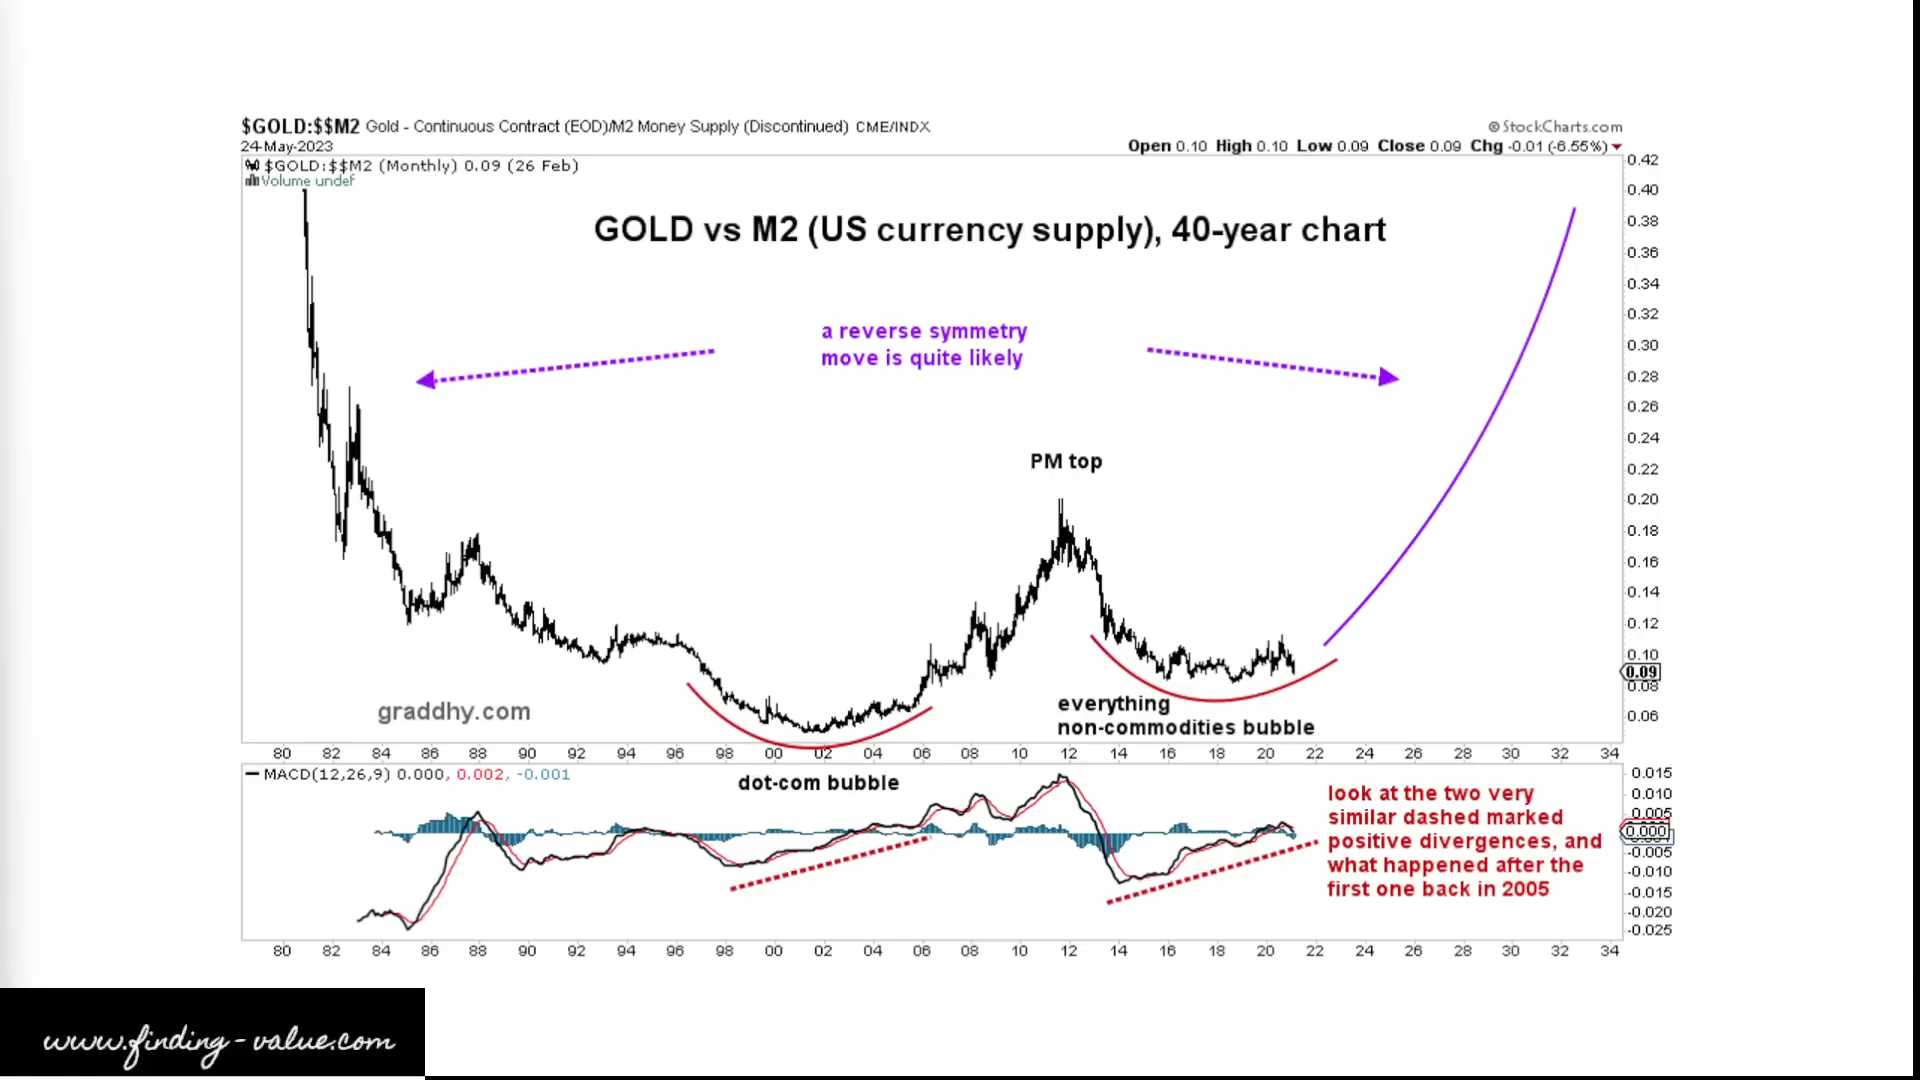 $GOLD:$$M2 Gold - Continuous Contract (EOD)/M2 Money Supply (Discontinued) CME/INDX
© StockCharts.com
24-May-2023
Open 0.10 High 0.10 Low 0.09 Close 0.09 Chg -0.01 (-6.55%)
$GOLD:$$M2 (Monthly) 0.09 (26 Feb)
Volume undef
GOLD vs M2 (US currency supply), 40-year chart
a reverse symmetry
move is quite likely
PM top
everything
non-commodities bubble
graddhy.com
0.42
0.40
0.38
0.36
0.34
0.32
0.30
0.28
0.26
0.24
0.22
0.20
0.18
0.16
0.14
0.12
0.10
0.09
0.08
0.06
80 82 84 86 88 90 92 94 96 98 00 02 04 06 08 10 12 14 16 18 20 22 24 26 28 30 32 34
MACD(12,26,9) 0.000, 0.002, -0.001
dot-com bubble
look at the two very
similar dashed marked
positive divergences, and
what happened after the
first one back in 2005
0.015
0.010
0.005
0.000
-0.005
-0.010
-0.015
-0.020
-0.025
80 82 84 86 88 90 92 94 96 98 00 02 04 06 08 10 12 14 16 18 20 22 24 26 28 30 32 34
www.finding-value.com